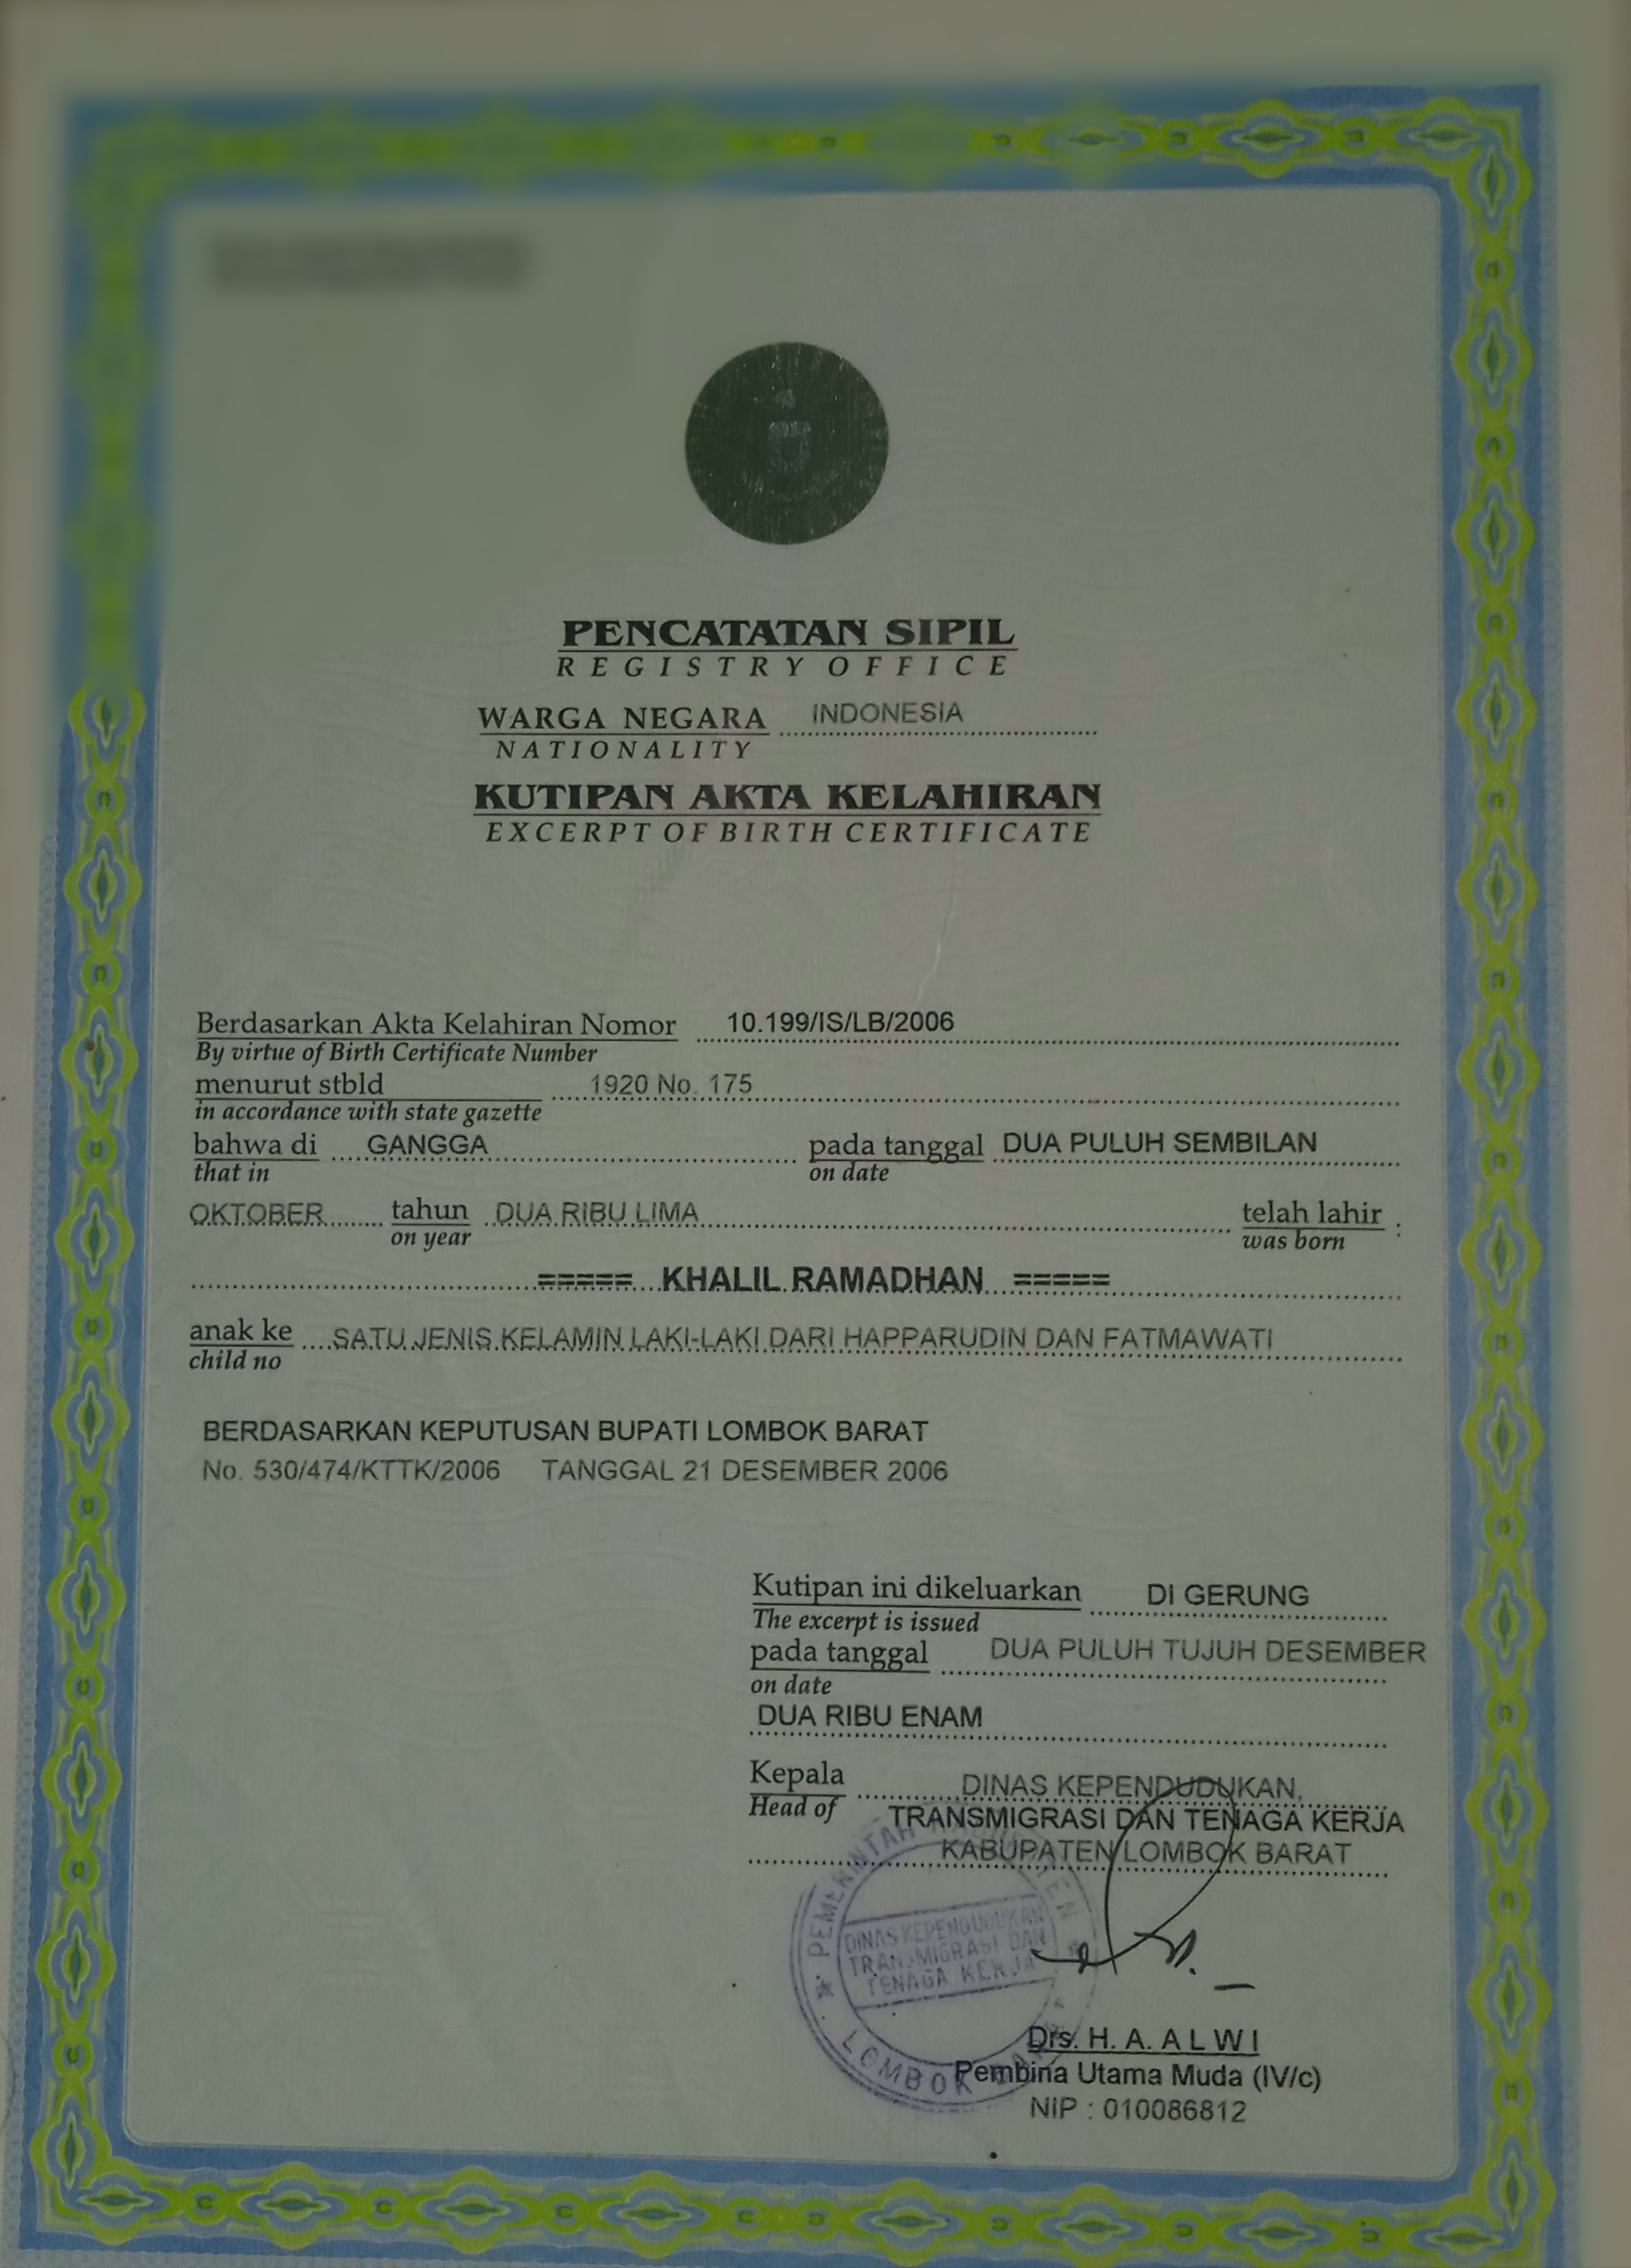 PENCATATAN SIPIL
REGISTRY OFFICE
WARGA NEGARA INDONESIA
NATIONALITY
KUTIPAN AKTA KELAHIRAN
EXCERPT OF BIRTH CERTIFICATE
Berdasarkan Akta Kelahiran Nomor 10.199/IS/LB/2006
By virtue of Birth Certificate Number
menurut stbld 1920 No. 175
in accordance with state gazette
bahwa di GANGGA pada tanggal DUA PULUH SEMBILAN
that in on date
OKTOBER tahun DUA RIBU LIMA telah lahir :
on year was born
===== KHALIL RAMADHAN =====
anak ke SATU JENIS KELAMIN LAKI-LAKI DARI HAPPARUDIN DAN FATMAWATI
child no
BERDASARKAN KEPUTUSAN BUPATI LOMBOK BARAT
No. 530/474/KTTK/2006 TANGGAL 21 DESEMBER 2006
Kutipan ini dikeluarkan DI GERUNG
The excerpt is issued
pada tanggal DUA PULUH TUJUH DESEMBER
on date
DUA RIBU ENAM
Kepala DINAS KEPENDUDUKAN,
Head of TRANSMIGRASI DAN TENAGA KERJA
KABUPATEN LOMBOK BARAT
PEMERINTAH KABUPATEN
DINAS KEPENDUDUKAN
TRANSMIGRASI DAN
TENAGA KERJA
LOMBOK BARAT
Drs. H. A. A L W I
Pembina Utama Muda (IV/c)
NIP : 010086812